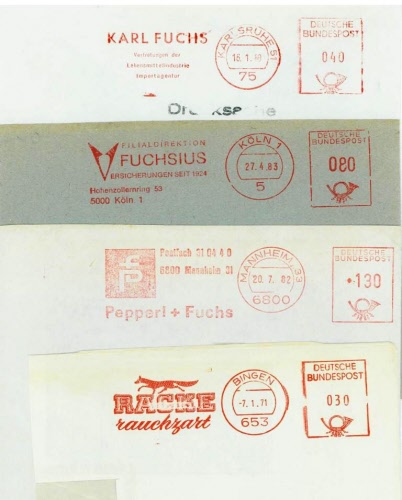 KARL FUCHS
Vertretungen der
Lebensmittelindustrie
Importagentur
KARLSRUHE 51
75
DEUTSCHE
BUNDESPOST
040
FILIALDIREKTION
FUCHSIUS
VERSICHERUNGEN SEIT 1924
Hohenzollernring 53
5000 Köln 1
KÖLN 1
27.4.83
5
DEUTSCHE
BUNDESPOST
080
Postfach 31 04 4 0
6800 Mannheim 31
Pepperl + Fuchs
MANNHEIM 33
20.7.82
6800
DEUTSCHE
BUNDESPOST
130
RACKE
rauchzart
BINGEN
-7.1.71
653
DEUTSCHE
BUNDESPOST
030